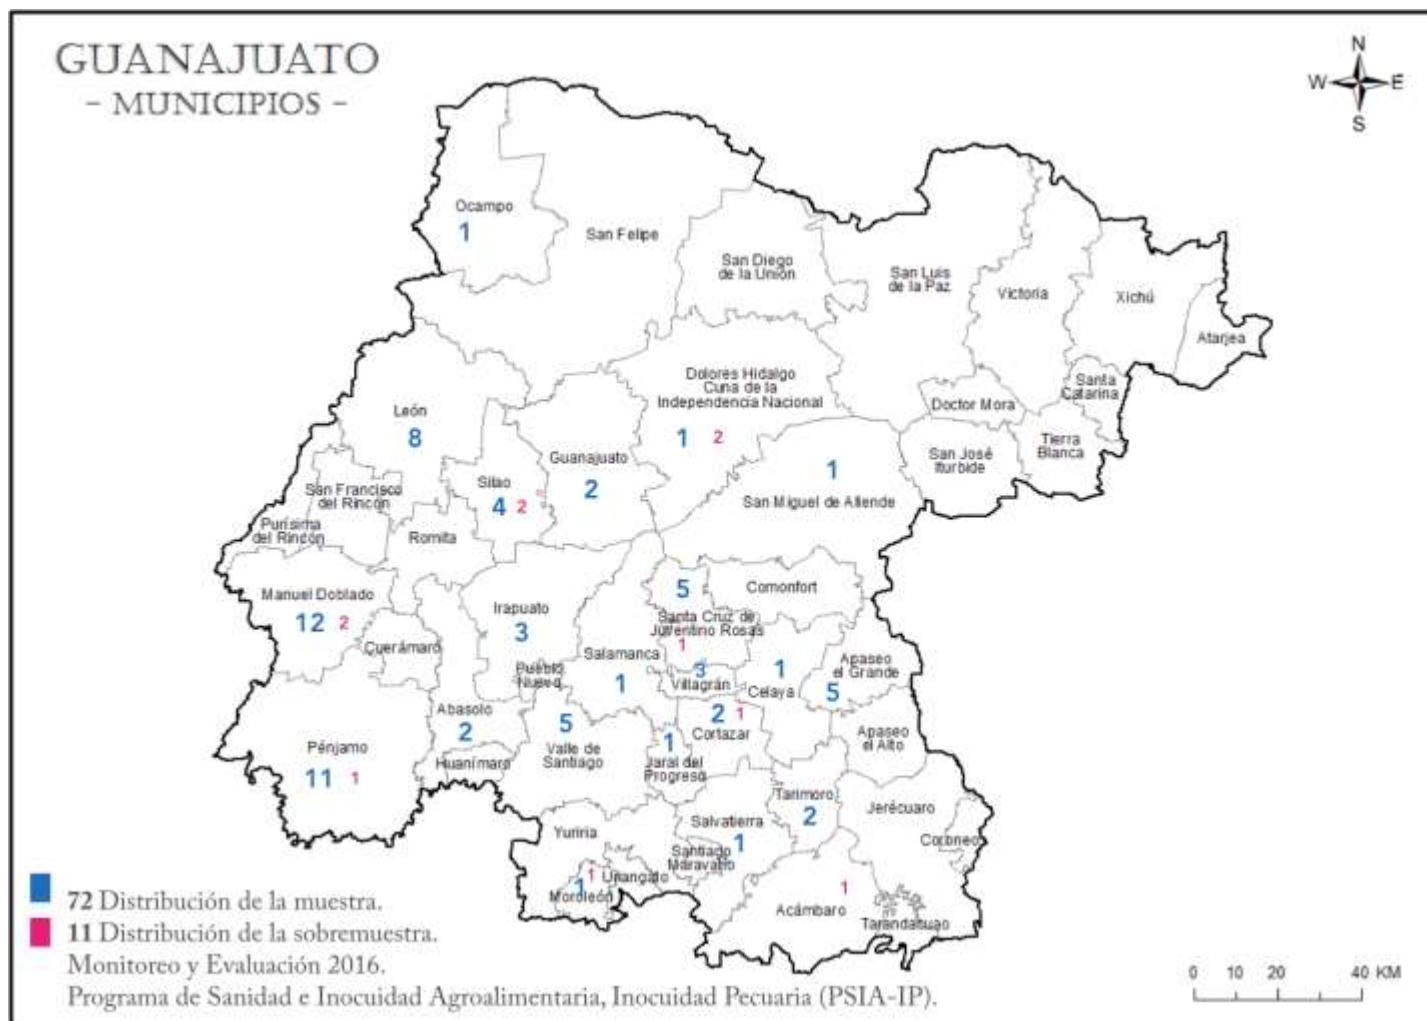 GUANAJUATO
- MUNICIPIOS -
N
W E
S
Ocampo
1
San Felipe
San Diego
de la Unión
San Luis
de la Paz
Victoria
Xichú
Atarjea
Santa
Catarina
Doctor Mora
Tierra
Blanca
San José
Iturbide
Dolores Hidalgo
Cuna de la
Independencia Nacional
1 2
León
8
Silao
4 2
Guanajuato
2
1
San Miguel de Allende
San Francisco
del Rincón
Purísima
del Rincón
Romita
Manuel Doblado
12 2
Cuerámaro
Irapuato
3
Pueblo
Nuevo
Salamanca
1
5
Santa Cruz de
Juventino Rosas
1
Comonfort
3
Villagrán
1
Celaya
Apaseo
el Grande
5
Apaseo
el Alto
Abasolo
2
Huanímaro
Pénjamo
11 1
5
Valle de
Santiago
1
Jaral del
Progreso
2 1
Cortazar
Tarimoro
2
Jerécuaro
Coroneo
Salvatierra
1
Santiago
Maravatío
Yuriria
1
1
Moroleón
Uriangato
1
Acámbaro
Tarandacuao
72 Distribución de la muestra.
11 Distribución de la sobremuestra.
Monitoreo y Evaluación 2016.
Programa de Sanidad e Inocuidad Agroalimentaria, Inocuidad Pecuaria (PSIA-IP).
0 10 20 40 KM